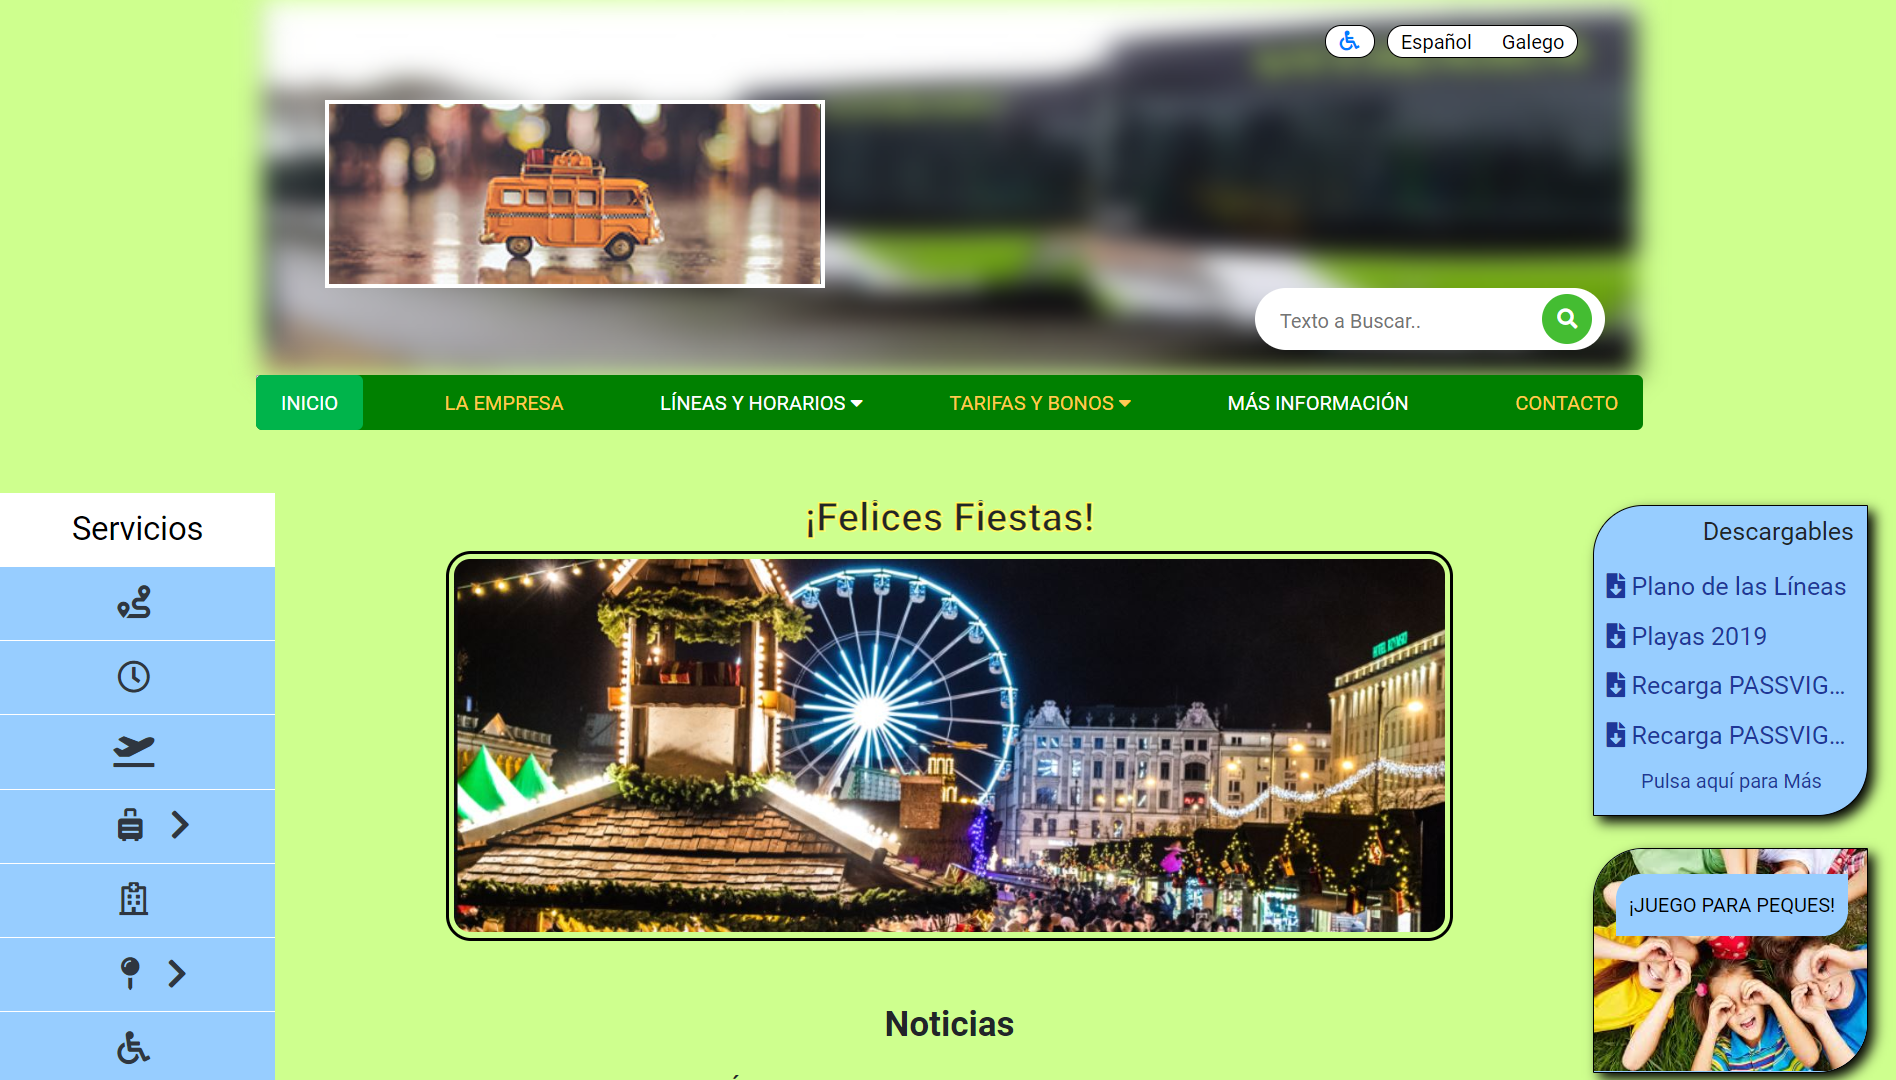 Español Galego
Texto a Buscar..
INICIO LA EMPRESA LÍNEAS Y HORARIOS TARIFAS Y BONOS MÁS INFORMACIÓN CONTACTO
Servicios
¡Felices Fiestas!
Descargables
Plano de las Líneas
Playas 2019
Recarga PASSVIG...
Recarga PASSVIG...
Pulsa aquí para Más
¡JUEGO PARA PEQUES!
Noticias